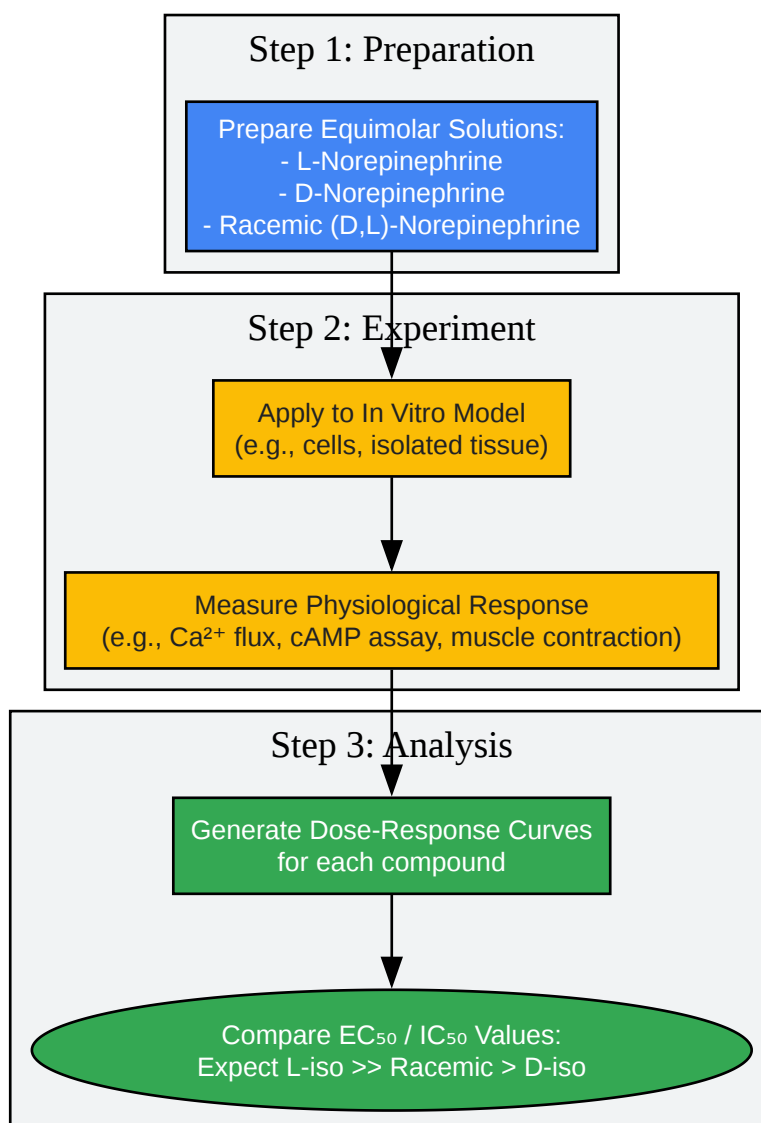 Step 1: Preparation
Prepare Equimolar Solutions:
- L-Norepinephrine
- D-Norepinephrine
- Racemic (D,L)-Norepinephrine
Step 2: Experiment
Apply to In Vitro Model
(e.g., cells, isolated tissue)
Measure Physiological Response
(e.g., Ca²⁺ flux, cAMP assay, muscle contraction)
Step 3: Analysis
Generate Dose-Response Curves
for each compound
Compare EC₅₀ / IC₅₀ Values:
Expect L-iso >> Racemic > D-iso